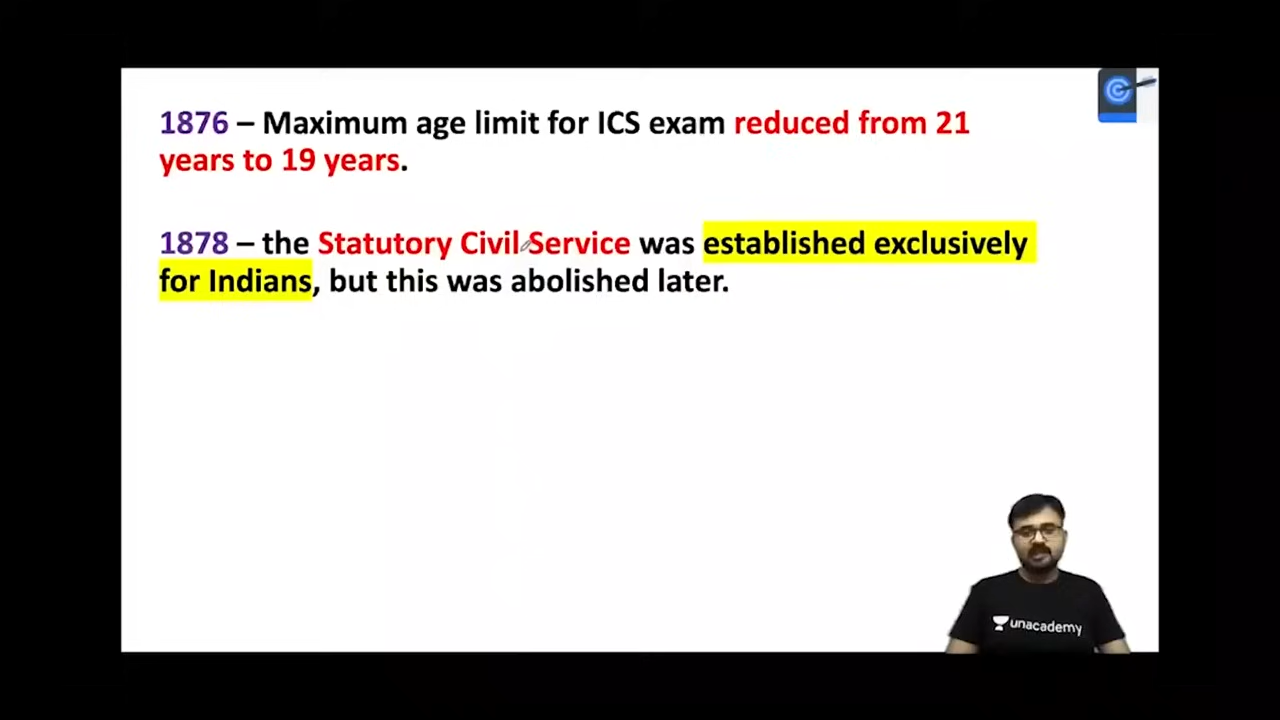 1876 – Maximum age limit for ICS exam reduced from 21
years to 19 years.
1878 – the Statutory Civil Service was established exclusively
for Indians, but this was abolished later.
unacademy